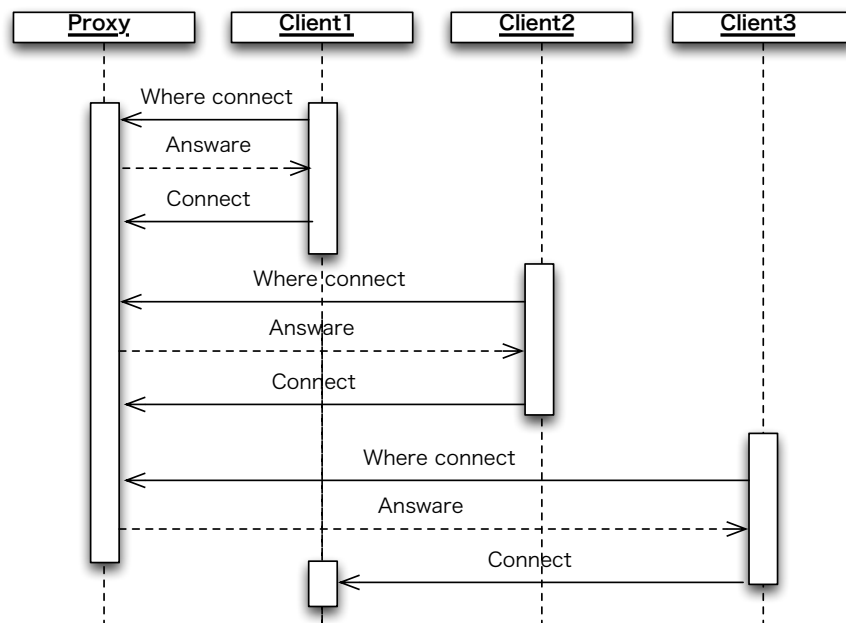 Proxy
Client1
Client2
Client3
Where connect
Answare
Connect
Where connect
Answare
Connect
Where connect
Answare
Connect